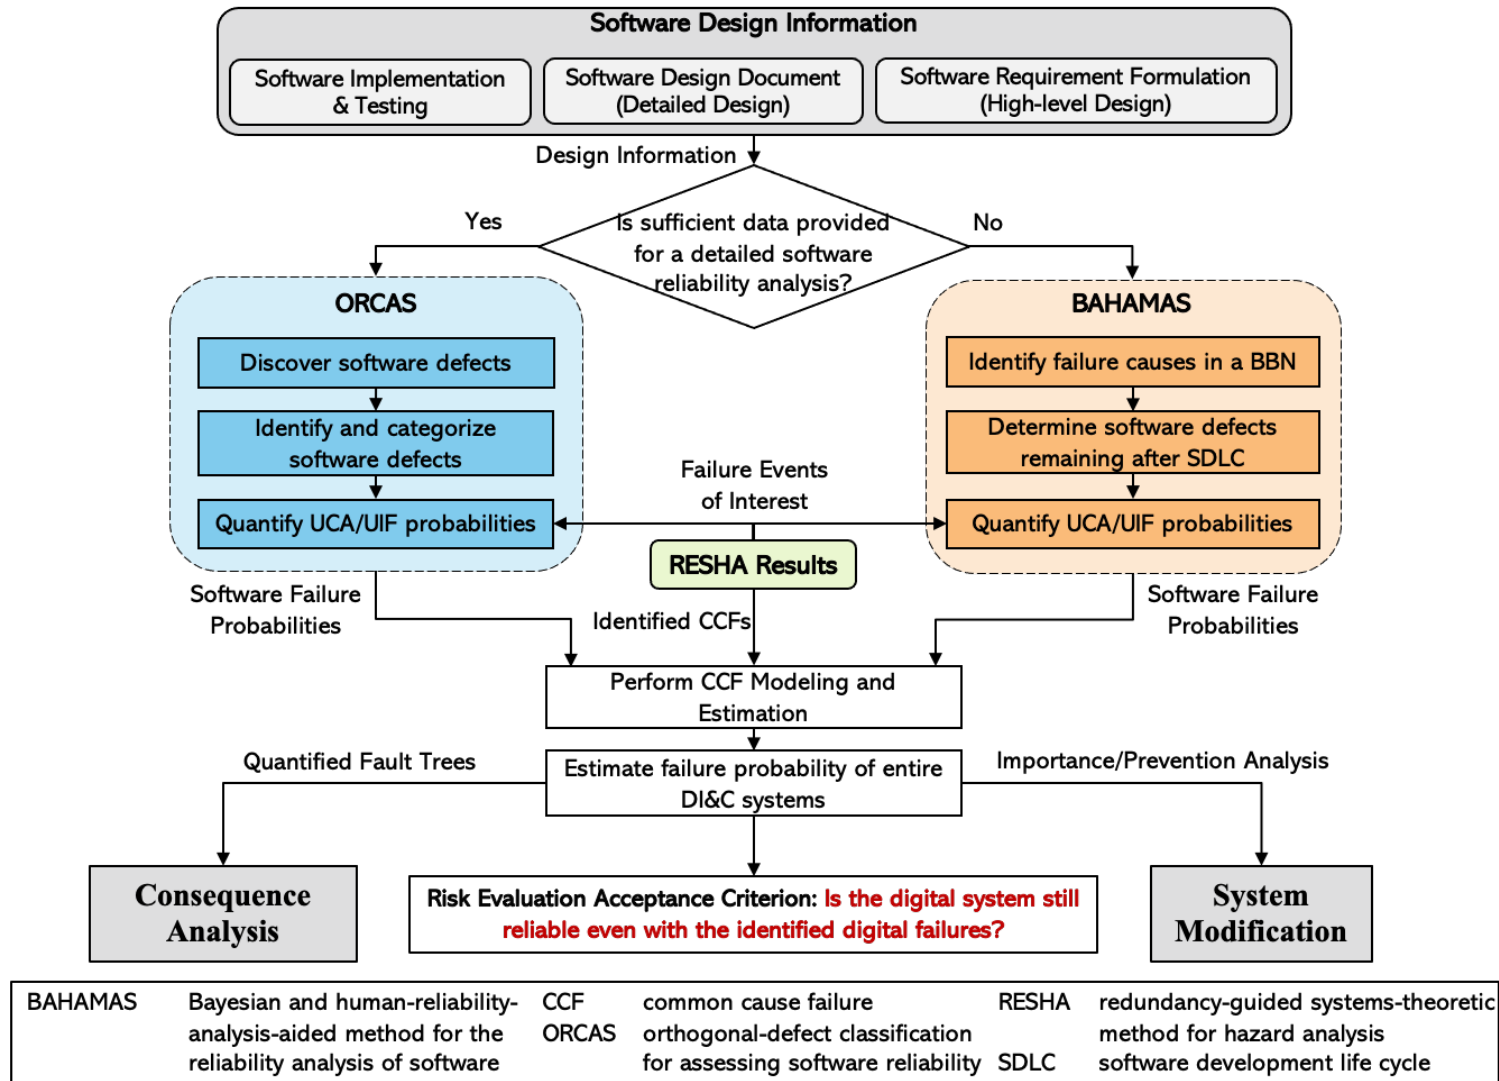 Software Design Information
Software Implementation
& Testing
Software Design Document
(Detailed Design)
Software Requirement Formulation
(High-level Design)
Design Information
Yes
Is sufficient data provided
for a detailed software
reliability analysis?
No
ORCAS
Discover software defects
Identify and categorize
software defects
Quantify UCA/UIF probabilities
BAHAMAS
Identify failure causes in a BBN
Determine software defects
remaining after SDLC
Quantify UCA/UIF probabilities
Failure Events
of Interest
RESHA Results
Software Failure
Probabilities
Identified CCFs
Software Failure
Probabilities
Perform CCF Modeling and
Estimation
Quantified Fault Trees
Estimate failure probability of entire
DI&C systems
Importance/Prevention Analysis
Consequence
Analysis
Risk Evaluation Acceptance Criterion: Is the digital system still
reliable even with the identified digital failures?
System
Modification
BAHAMAS Bayesian and human-reliability-
analysis-aided method for the
reliability analysis of software
CCF common cause failure
ORCAS orthogonal-defect classification
for assessing software reliability
RESHA redundancy-guided systems-theoretic
method for hazard analysis
SDLC software development life cycle